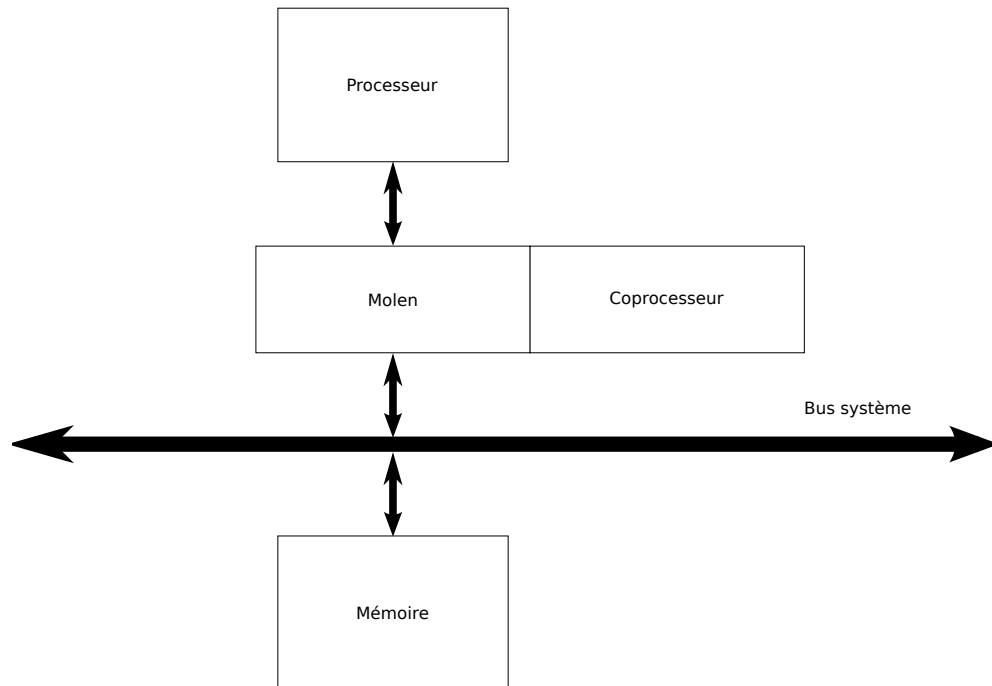 Processeur
Molen
Coprocesseur
Bus système
Mémoire